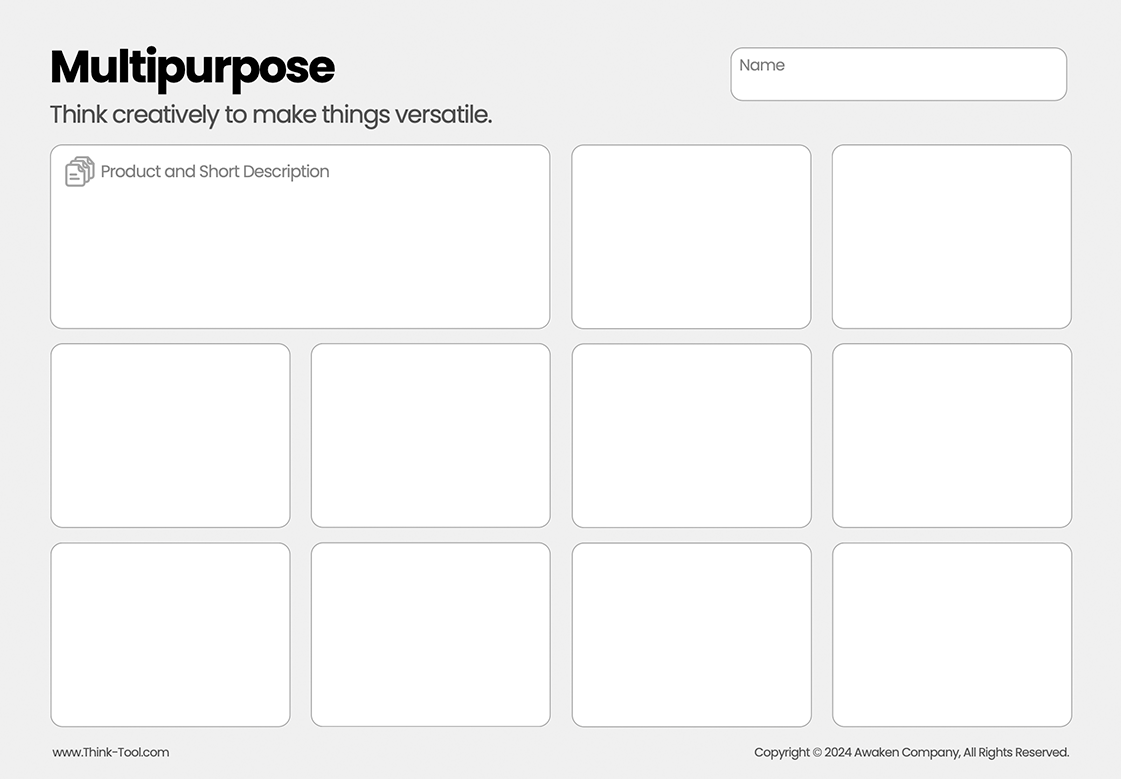 Multipurpose
Name
Think creatively to make things versatile.
Product and Short Description
www.Think-Tool.com
Copyright © 2024 Awaken Company, All Rights Reserved.